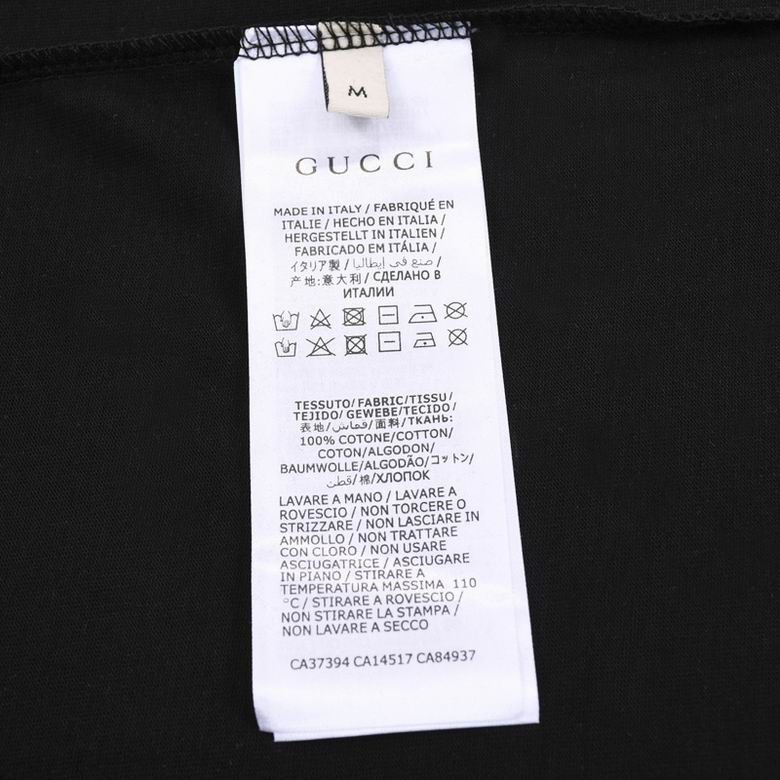 M
GUCCI
MADE IN ITALY / FABRIQUÉ EN
ITALIE / HECHO EN ITALIA /
HERGESTELLT IN ITALIEN /
FABRICADO EM ITÁLIA /
イタリア製 / صنع في إيطاليا /
产地:意大利 / СДЕЛАНО В
ИТАЛИИ
TESSUTO/FABRIC/TISSU/
TEJIDO/ GEWEBE/TECIDO/
表地/قماش/面料/ТКАНЬ:
100% COTONE/COTTON/
COTON/ALGODON/
BAUMWOLLE/ALGODÃO/コットン/
قطن/棉/ХЛОПОК
LAVARE A MANO / LAVARE A
ROVESCIO / NON TORCERE O
STRIZZARE / NON LASCIARE IN
AMMOLLO / NON TRATTARE
CON CLORO / NON USARE
ASCIUGATRICE / ASCIUGARE
IN PIANO / STIRARE A
TEMPERATURA MASSIMA 110
°C / STIRARE A ROVESCIO /
NON STIRARE LA STAMPA /
NON LAVARE A SECCO
CA37394 CA14517 CA84937